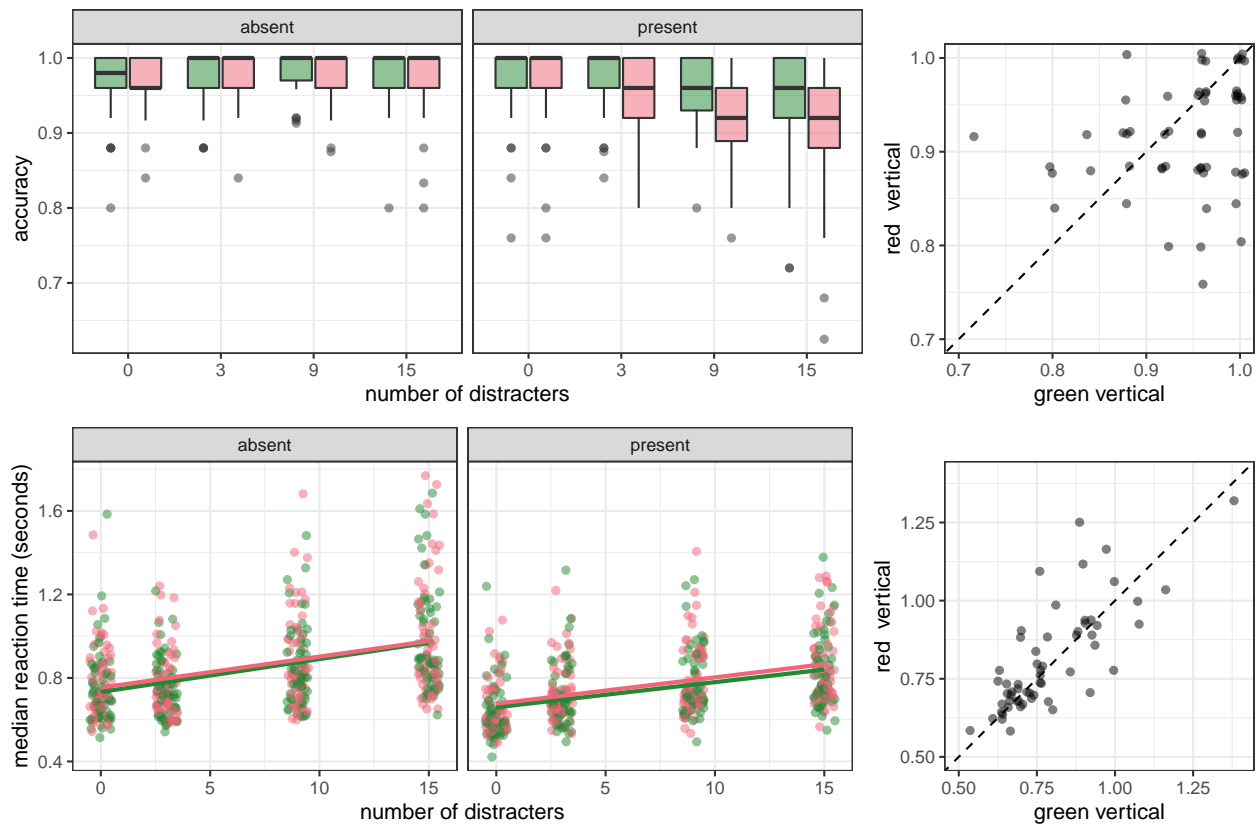 absent present
accuracy
1.0
0.9
0.8
0.7
0 3 9 15 0 3 9 15
number of distracters
red vertical
1.0
0.9
0.8
0.7
0.7 0.8 0.9 1.0
green vertical
absent present
median reaction time (seconds)
1.6
1.2
0.8
0.4
0 5 10 15 0 5 10 15
number of distracters
red vertical
1.25
1.00
0.75
0.50
0.50 0.75 1.00 1.25
green vertical